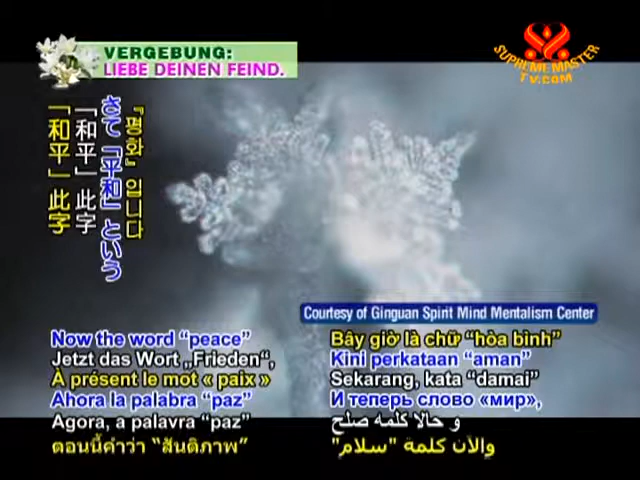 VERGEBUNG:
LIEBE DEINEN FEIND.
SUPREME MASTER
TV.COM
『평화』입니다
さて「平和」という
「和平」此字
「和平」此字
Courtesy of Ginguan Spirit Mind Mentalism Center
Now the word “peace”
Jetzt das Wort „Frieden“,
À présent le mot « paix »
Ahora la palabra “paz”
Agora, a palavra “paz”
ตอนนี้คำว่า “สันติภาพ”
Bây giờ là chữ “hòa bình”
Kini perkataan “aman”
Sekarang, kata “damai”
И теперь слово «мир»,
و حالا کلمه صلح
والآن كلمة "سلام"